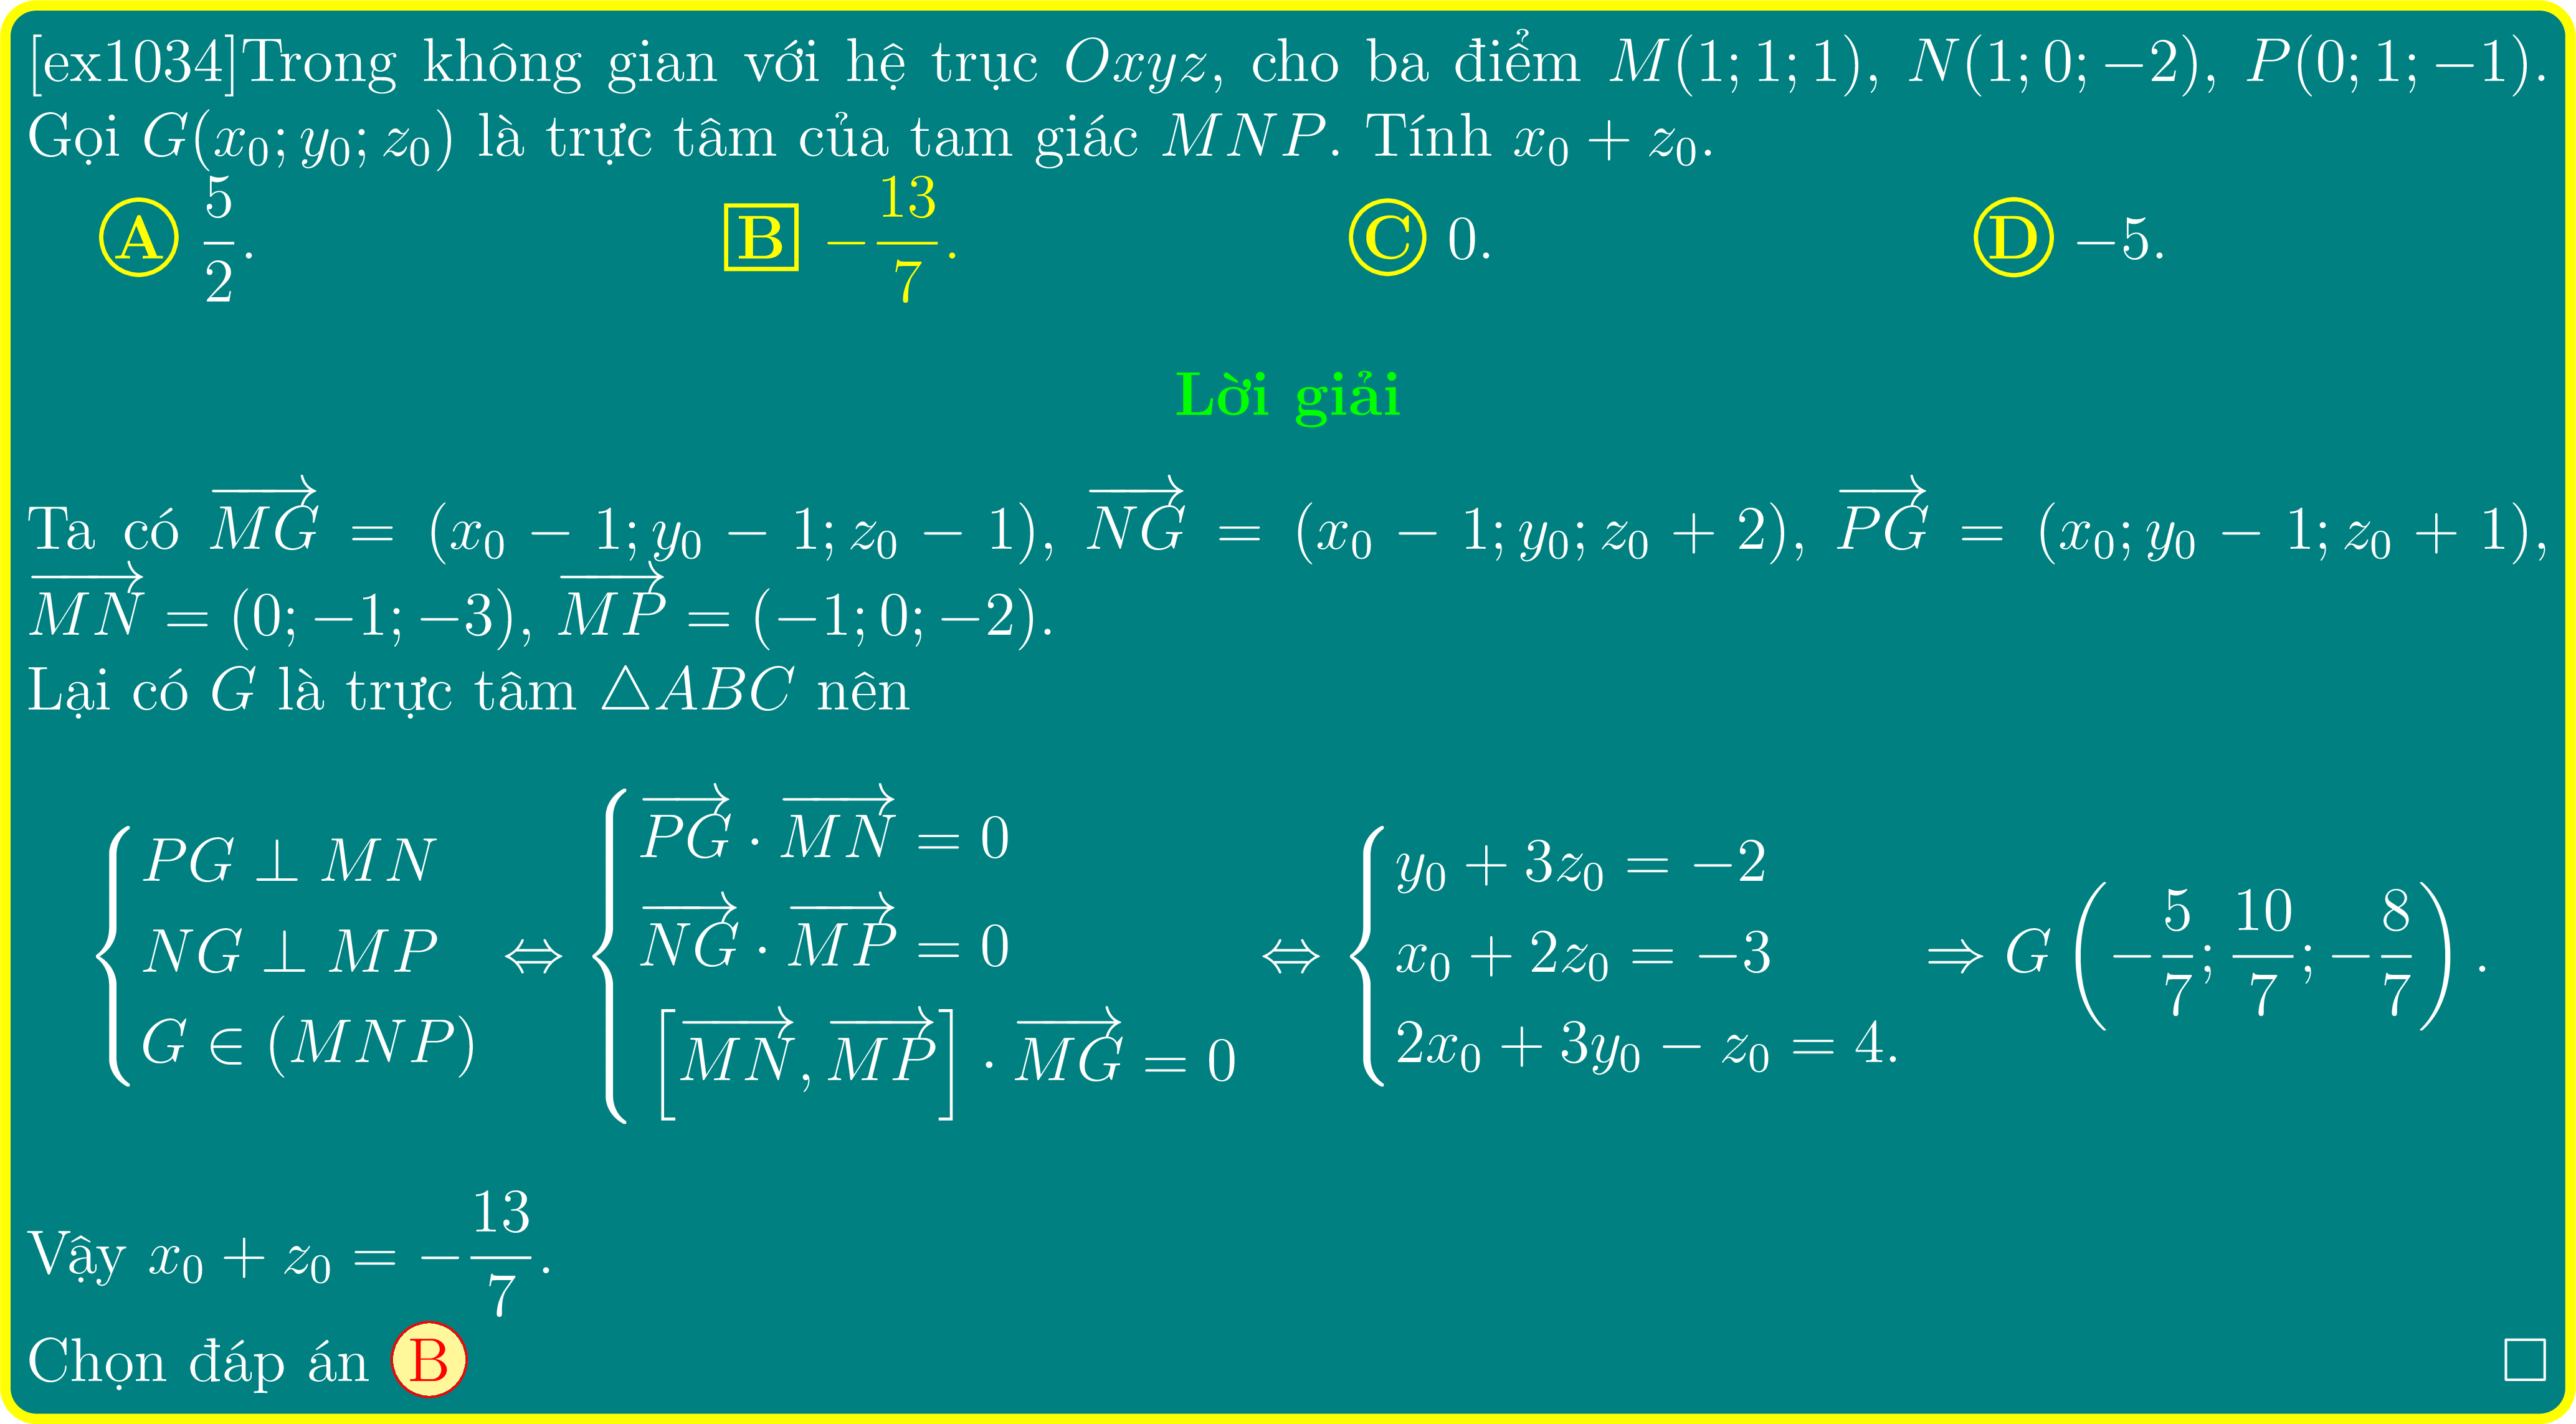 [ex1034]Trong không gian với hệ trục $Oxyz$, cho ba điểm $M(1;1;1)$, $N(1;0;-2)$, $P(0;1;-1)$.
Gọi $G(x_0;y_0;z_0)$ là trực tâm của tam giác $MNP$. Tính $x_0+z_0$.
Ⓐ $\dfrac{5}{2}$. 🄱 $-\dfrac{13}{7}$. Ⓒ $0$. Ⓓ $-5$.
Lời giải
Ta có $\overrightarrow{MG}=(x_0-1;y_0-1;z_0-1)$, $\overrightarrow{NG}=(x_0-1;y_0;z_0+2)$, $\overrightarrow{PG}=(x_0;y_0-1;z_0+1)$,
$\overrightarrow{MN}=(0;-1;-3)$, $\overrightarrow{MP}=(-1;0;-2)$.
Lại có $G$ là trực tâm $\triangle ABC$ nên
$\begin{cases}PG\perp MN\\NG\perp MP\\G\in(MNP)\end{cases}\Leftrightarrow\begin{cases}\overrightarrow{PG}\cdot\overrightarrow{MN}=0\\\overrightarrow{NG}\cdot\overrightarrow{MP}=0\\\left[\overrightarrow{MN},\overrightarrow{MP}\right]\cdot\overrightarrow{MG}=0\end{cases}\Leftrightarrow\begin{cases}y_0+3z_0=-2\\x_0+2z_0=-3\\2x_0+3y_0-z_0=4.\end{cases}\Rightarrow G\left(-\dfrac{5}{7};\dfrac{10}{7};-\dfrac{8}{7}\right).$
Vậy $x_0+z_0=-\dfrac{13}{7}$.
Chọn đáp án Ⓑ □